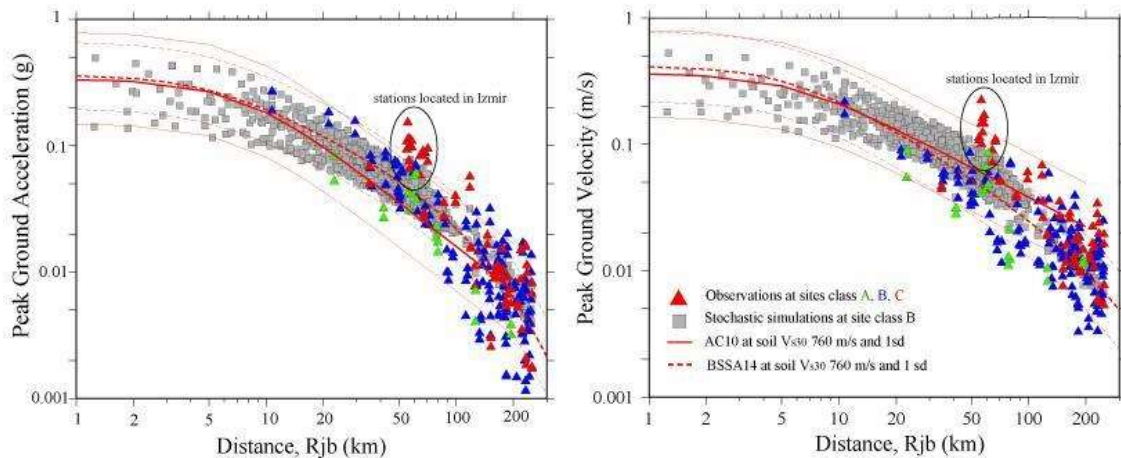 Peak Ground Acceleration (g)
1
0.1
0.01
0.001
stations located in Izmir
1 2 5 10 20 50 100 200
Distance, Rjb (km)
Peak Ground Velocity (m/s)
1
0.1
0.01
0.001
stations located in Izmir
Observations at sites class A, B, C
Stochastic simulations at site class B
AC10 at soil Vs30 760 m/s and 1sd
BSSA14 at soil Vs30 760 m/s and 1 sd
1 2 5 10 20 50 100 200
Distance, Rjb (km)